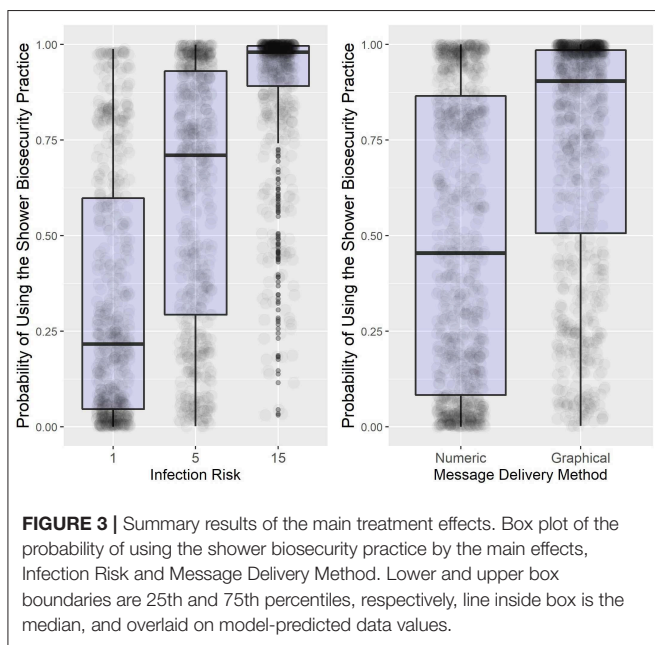 Probability of Using the Shower Biosecurity Practice
1.00
0.75
0.50
0.25
0.00
1
5
15
Infection Risk
Probability of Using the Shower Biosecurity Practice
1.00
0.75
0.50
0.25
0.00
Numeric
Graphical
Message Delivery Method
FIGURE 3 | Summary results of the main treatment effects. Box plot of the
probability of using the shower biosecurity practice by the main effects,
Infection Risk and Message Delivery Method. Lower and upper box
boundaries are 25th and 75th percentiles, respectively, line inside box is the
median, and overlaid on model-predicted data values.